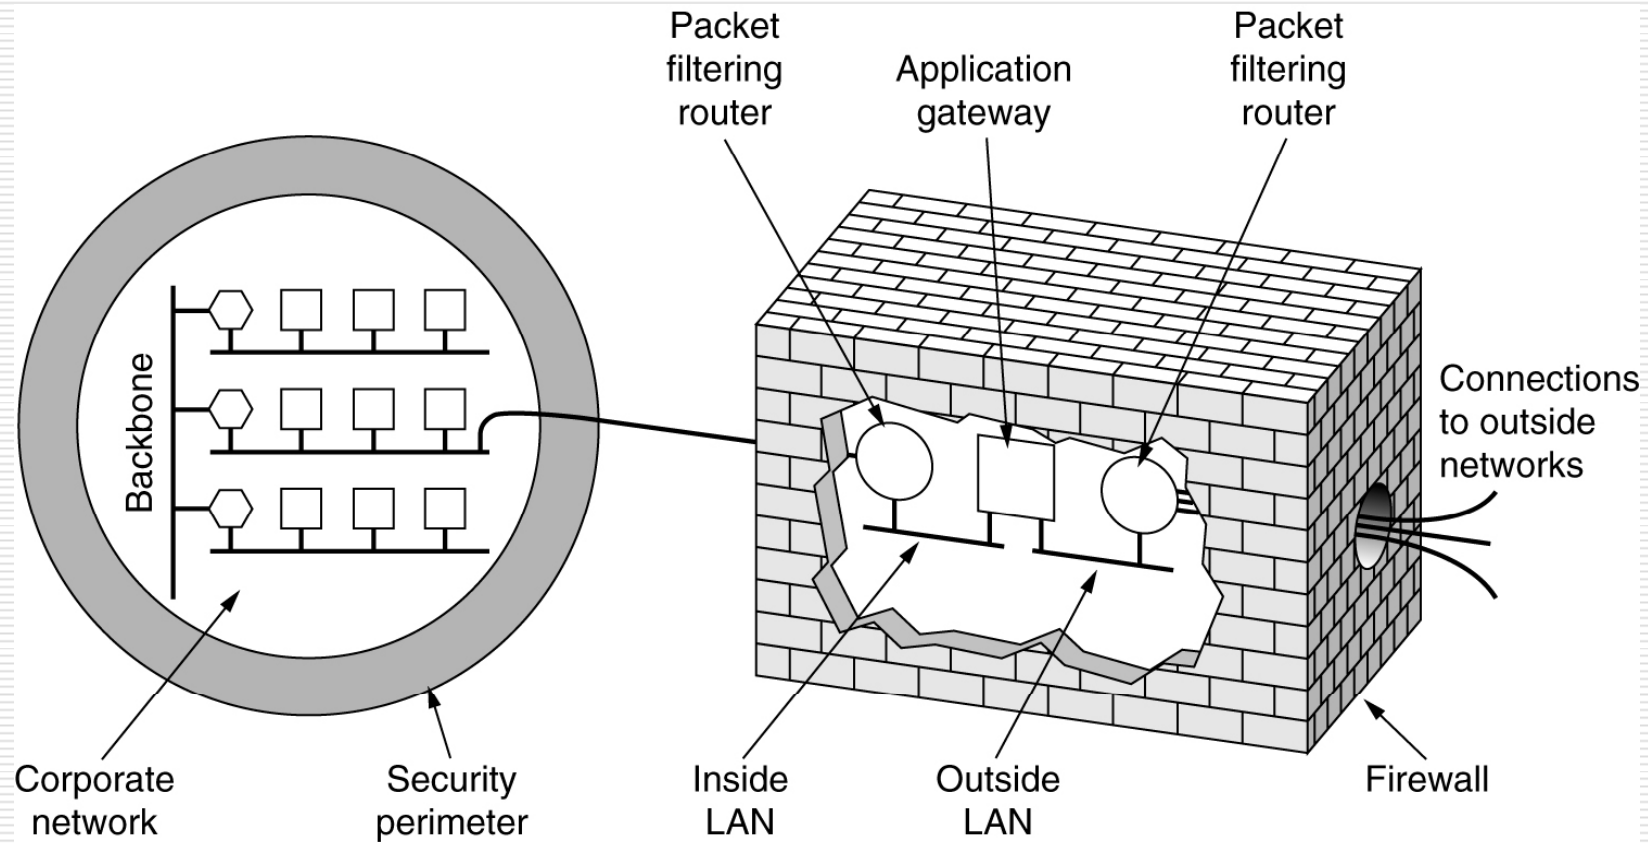 Packet
filtering
router
Application
gateway
Packet
filtering
router
Backbone
Connections
to outside
networks
Corporate
network
Security
perimeter
Inside
LAN
Outside
LAN
Firewall